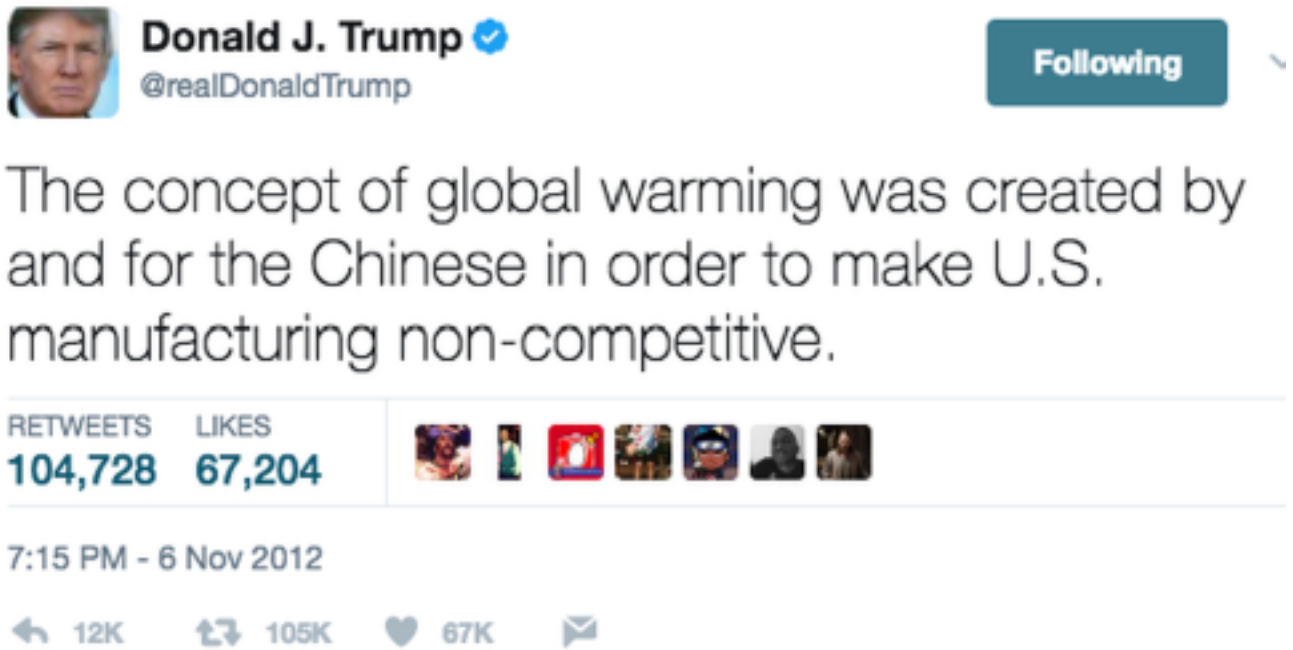 Donald J. Trump
@realDonaldTrump
Following
The concept of global warming was created by
and for the Chinese in order to make U.S.
manufacturing non-competitive.
RETWEETS LIKES
104,728 67,204
7:15 PM - 6 Nov 2012
12K 105K 67K